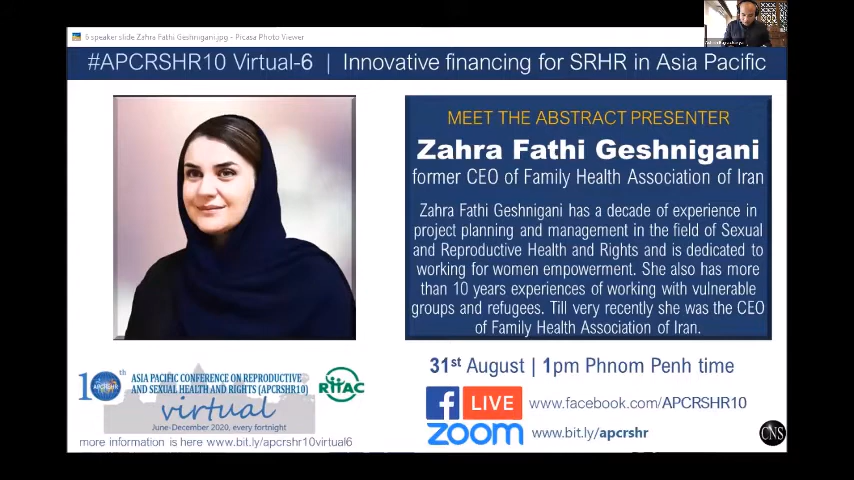 6 speaker slide Zahra Fathi Geshnigani.jpg - Picasa Photo Viewer
#APCRSHR10 Virtual-6 | Innovative financing for SRHR in Asia Pacific
MEET THE ABSTRACT PRESENTER
Zahra Fathi Geshnigani
former CEO of Family Health Association of Iran
Zahra Fathi Geshnigani has a decade of experience in
project planning and management in the field of Sexual
and Reproductive Health and Rights and is dedicated to
working for women empowerment. She also has more
than 10 years experiences of working with vulnerable
groups and refugees. Till very recently she was the CEO
of Family Health Association of Iran.
10th
ASIA PACIFIC CONFERENCE ON REPRODUCTIVE
AND SEXUAL HEALTH AND RIGHTS (APCRSHR10)
virtual
June-December 2020, every fortnight
more information is here www.bit.ly/apcrshr10virtual6
31st August | 1pm Phnom Penh time
f LIVE www.facebook.com/APCRSHR10
zoom www.bit.ly/apcrshr
CNS